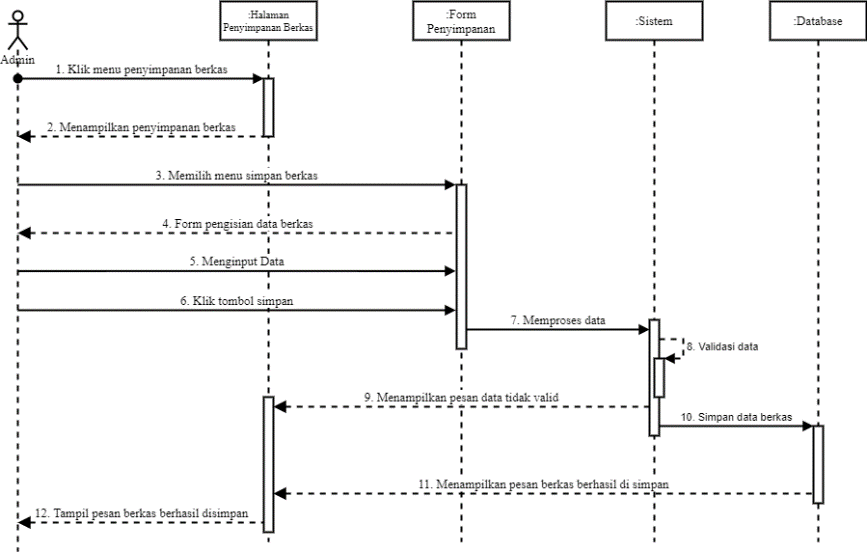 :Halaman
Penyimpanan Berkas
:Form
Penyimpanan
:Sistem
:Database
Admin
1. Klik menu penyimpanan berkas
2. Menampilkan penyimpanan berkas
3. Memilih menu simpan berkas
4. Form pengisian data berkas
5. Menginput Data
6. Klik tombol simpan
7. Memproses data
8. Validasi data
9. Menampilkan pesan data tidak valid
10. Simpan data berkas
11. Menampilkan pesan berkas berhasil di simpan
12. Tampil pesan berkas berhasil disimpan